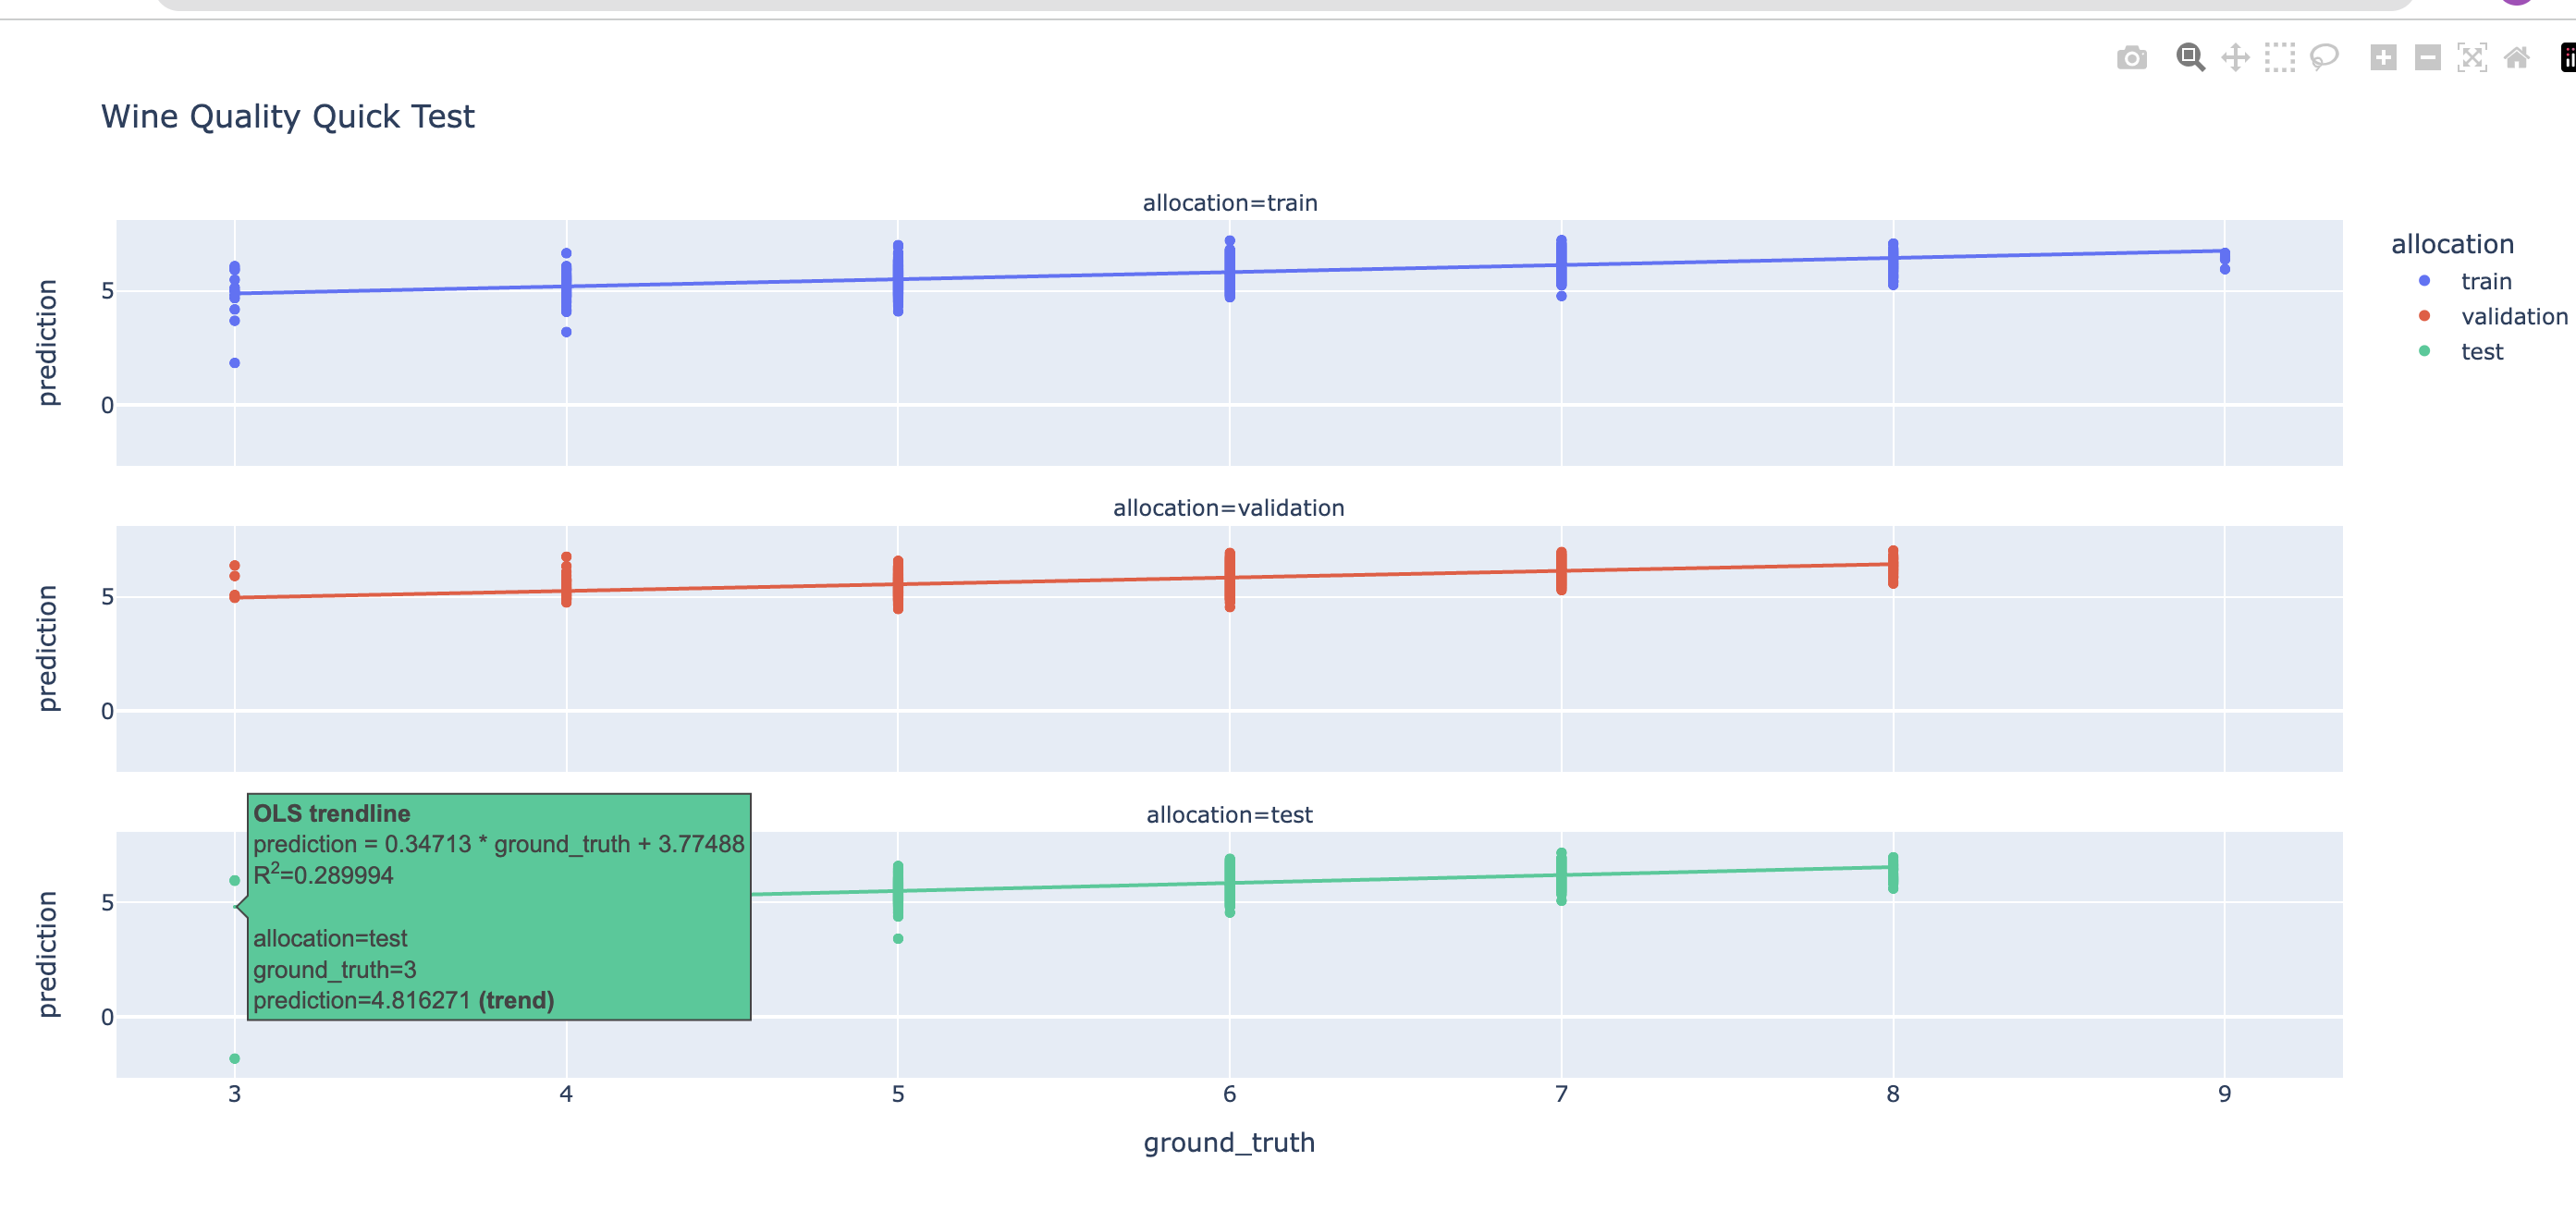 Wine Quality Quick Test
allocation=train
prediction
5
0
allocation
train
validation
test
allocation=validation
prediction
5
0
allocation=test
prediction
5
0
OLS trendline
prediction = 0.34713 * ground_truth + 3.77488
R²=0.289994
allocation=test
ground_truth=3
prediction=4.816271 (trend)
3 4 5 6 7 8 9
ground_truth